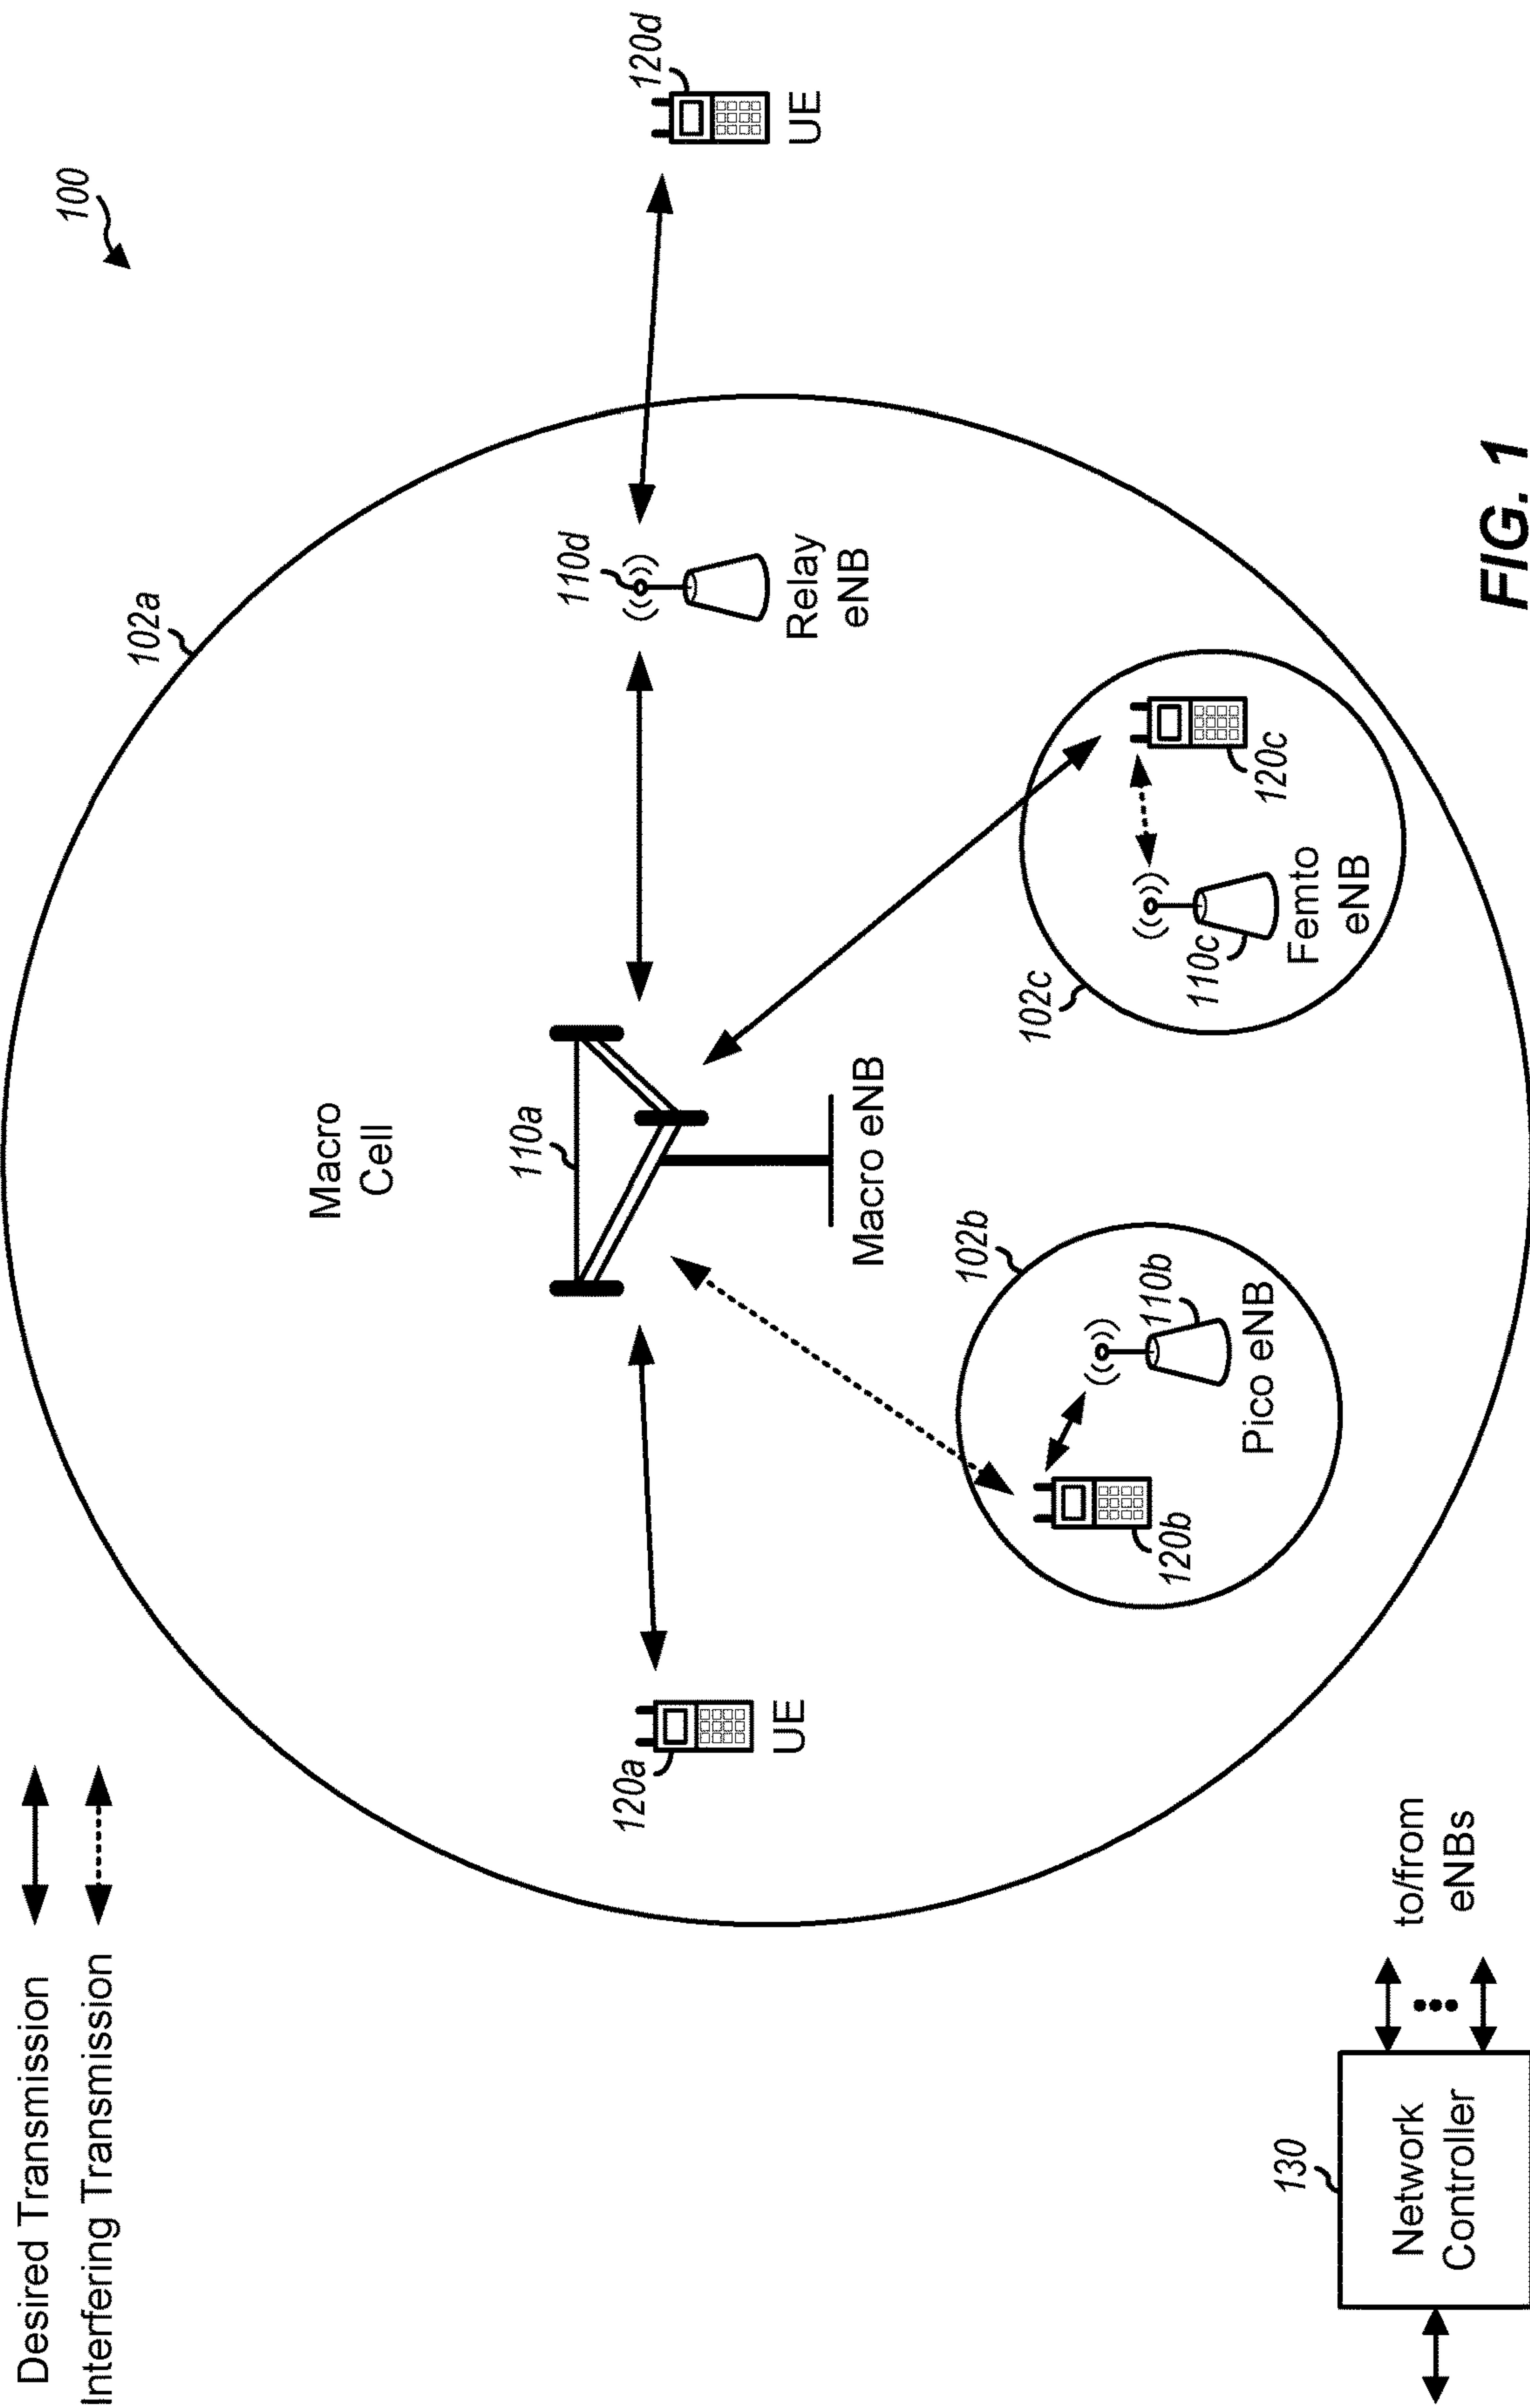 Desired Transmission
Interfering Transmission
100
102a
Macro
Cell
110a
110d
120d
120a
UE
Macro eNB
Relay
eNB
UE
102b
120b
110b
Pico eNB
102c
110c
120c
Femto
eNB
130
Network
Controller
to/from
eNBs
FIG. 1